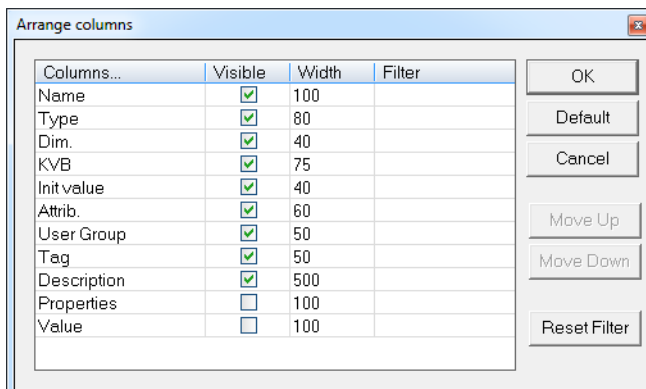 Arrange columns
Columns... Visible Width Filter
Name 100
Type 80
Dim. 40
KVB 75
Init value 40
Attrib. 60
User Group 50
Tag 50
Description 500
Properties 100
Value 100
OK
Default
Cancel
Move Up
Move Down
Reset Filter